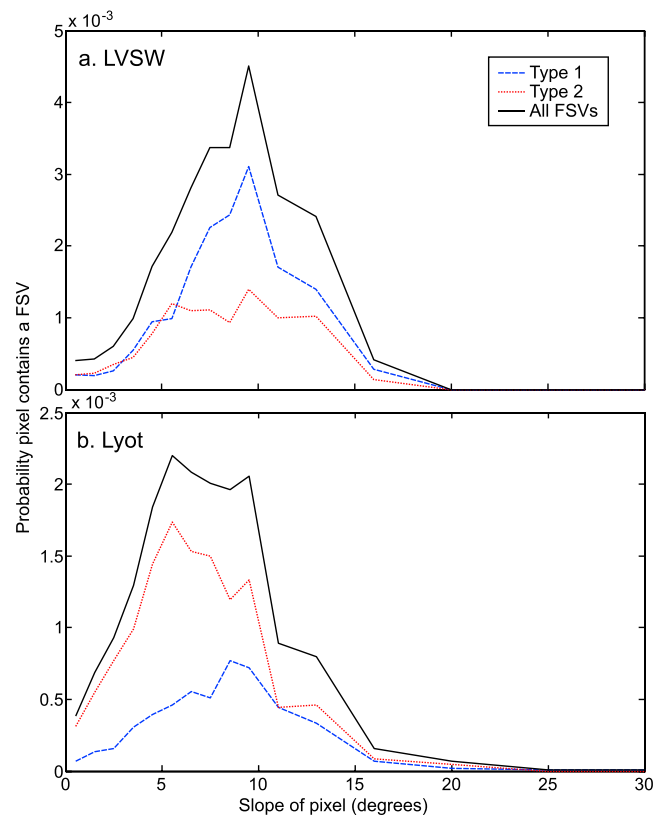 5 x 10-3
a. LVSW
Type 1
Type 2
All FSVs
4
3
2
1
0
Probability pixel contains a FSV
x 10-3
2.5
b. Lyot
2
1.5
1
0.5
0
0 5 10 15 20 25 30
Slope of pixel (degrees)